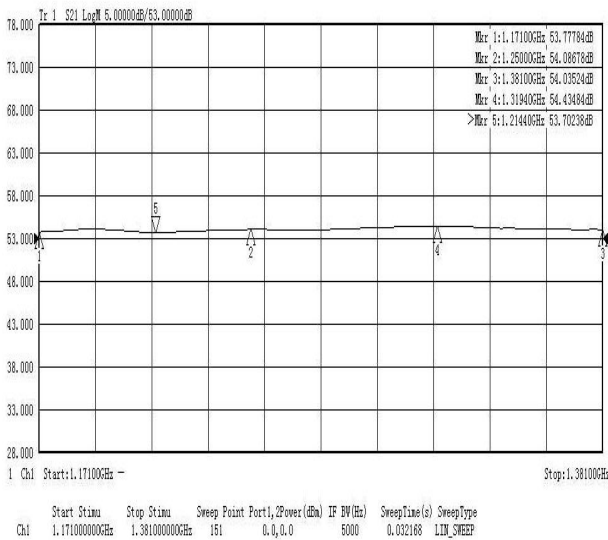 Tr 1 S21 LogM 5.00000dB/53.00000dB
78.000
Mkr 1:1.17100GHz 53.77784dB
Mkr 2:1.25000GHz 54.08678dB
73.000
Mkr 3:1.38100GHz 54.03524dB
Mkr 4:1.31940GHz 54.43484dB
68.000
>Mkr 5:1.21440GHz 53.70238dB
63.000
58.000
5
53.000
1
2
4
3
48.000
43.000
38.000
33.000
28.000
1 Ch1 Start:1.17100GHz —
Stop:1.38100GHz
Start Stimu Stop Stimu Sweep Point Port1,2Power(dBm) IF BW(Hz) SweepTime(s) SweepType
Ch1 1.171000000GHz 1.381000000GHz 151 0.0,0.0 5000 0.032168 LIN_SWEEP